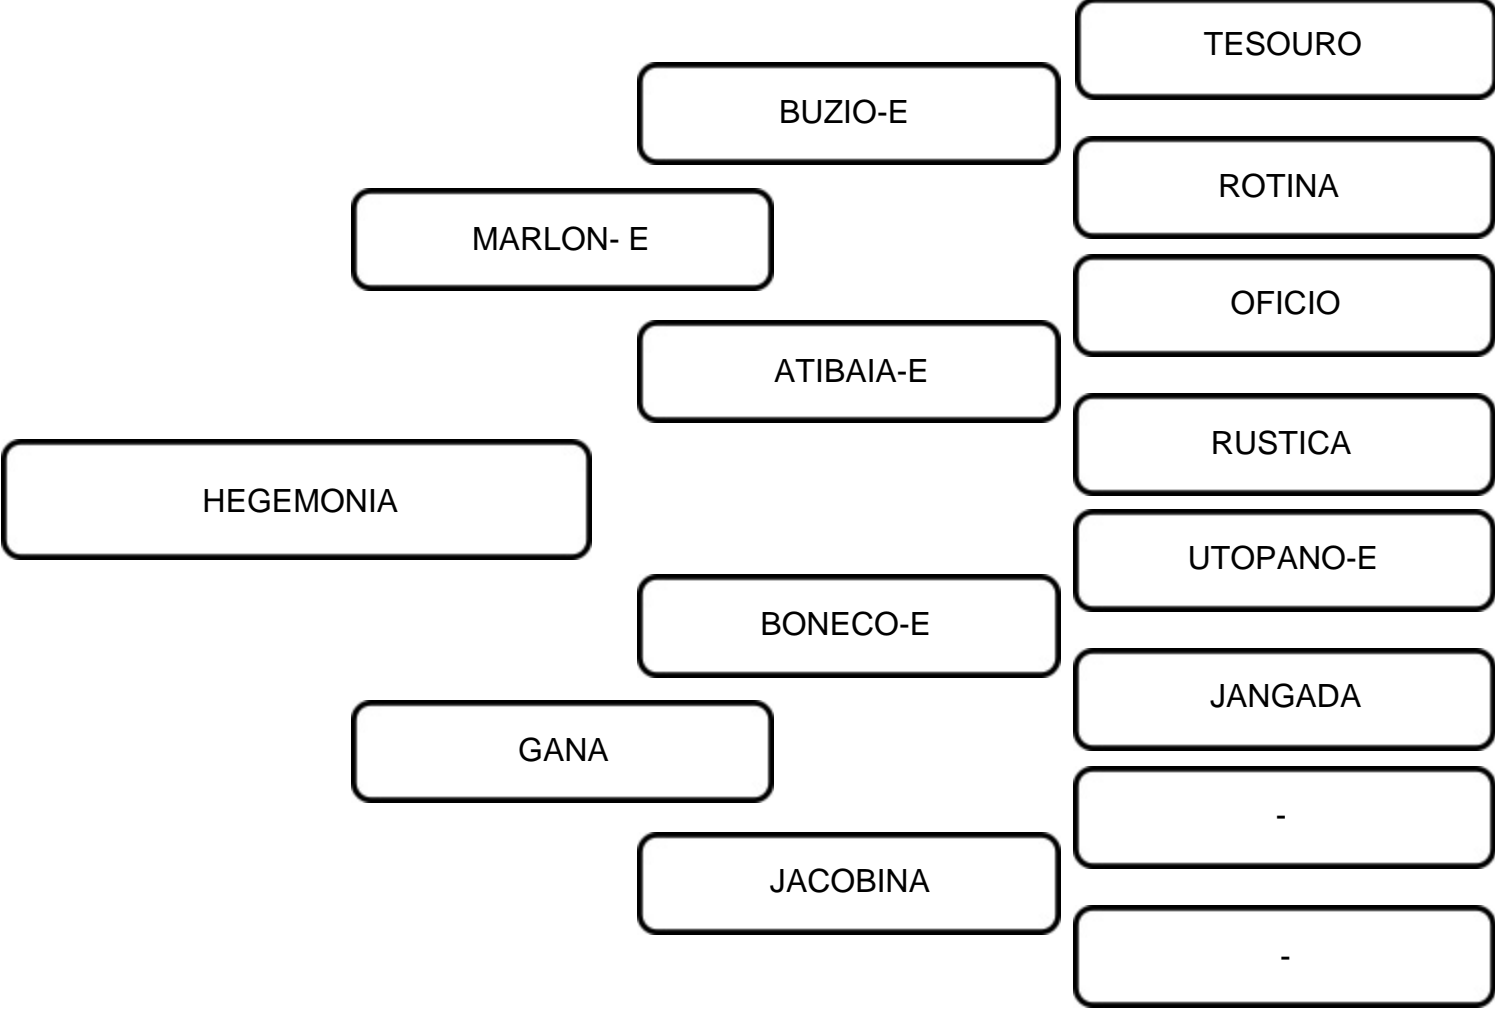 TESOURO
BUZIO-E
ROTINA
MARLON- E
OFICIO
ATIBAIA-E
RUSTICA
HEGEMONIA
UTOPANO-E
BONECO-E
JANGADA
GANA
-
JACOBINA
-